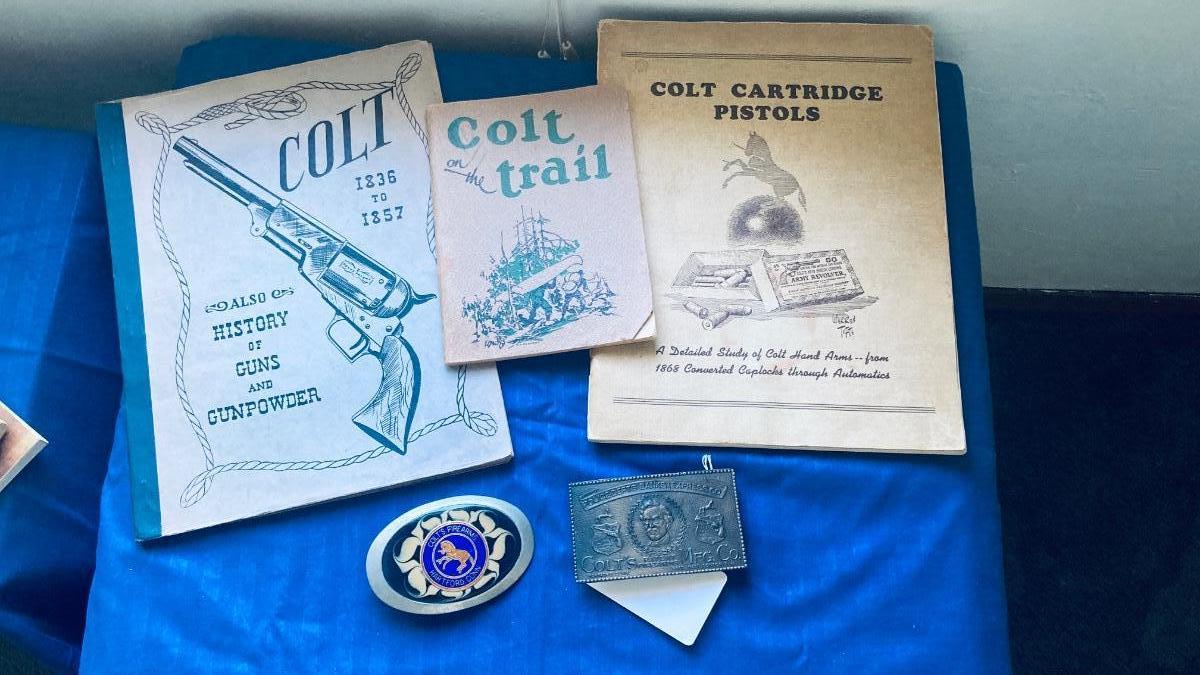 COLT
1836
TO
1857
ALSO
HISTORY
OF
GUNS
AND
GUNPOWDER
Colt
on
the
trail
COLT CARTRIDGE
PISTOLS
50
ARMY REVOLVER
A Detailed Study of Colt Hand Arms -- from
1868 Converted Caplocks through Automatics
COLT'S FIREARMS
HARTFORD, CONN
COLT'S
MFG. CO.